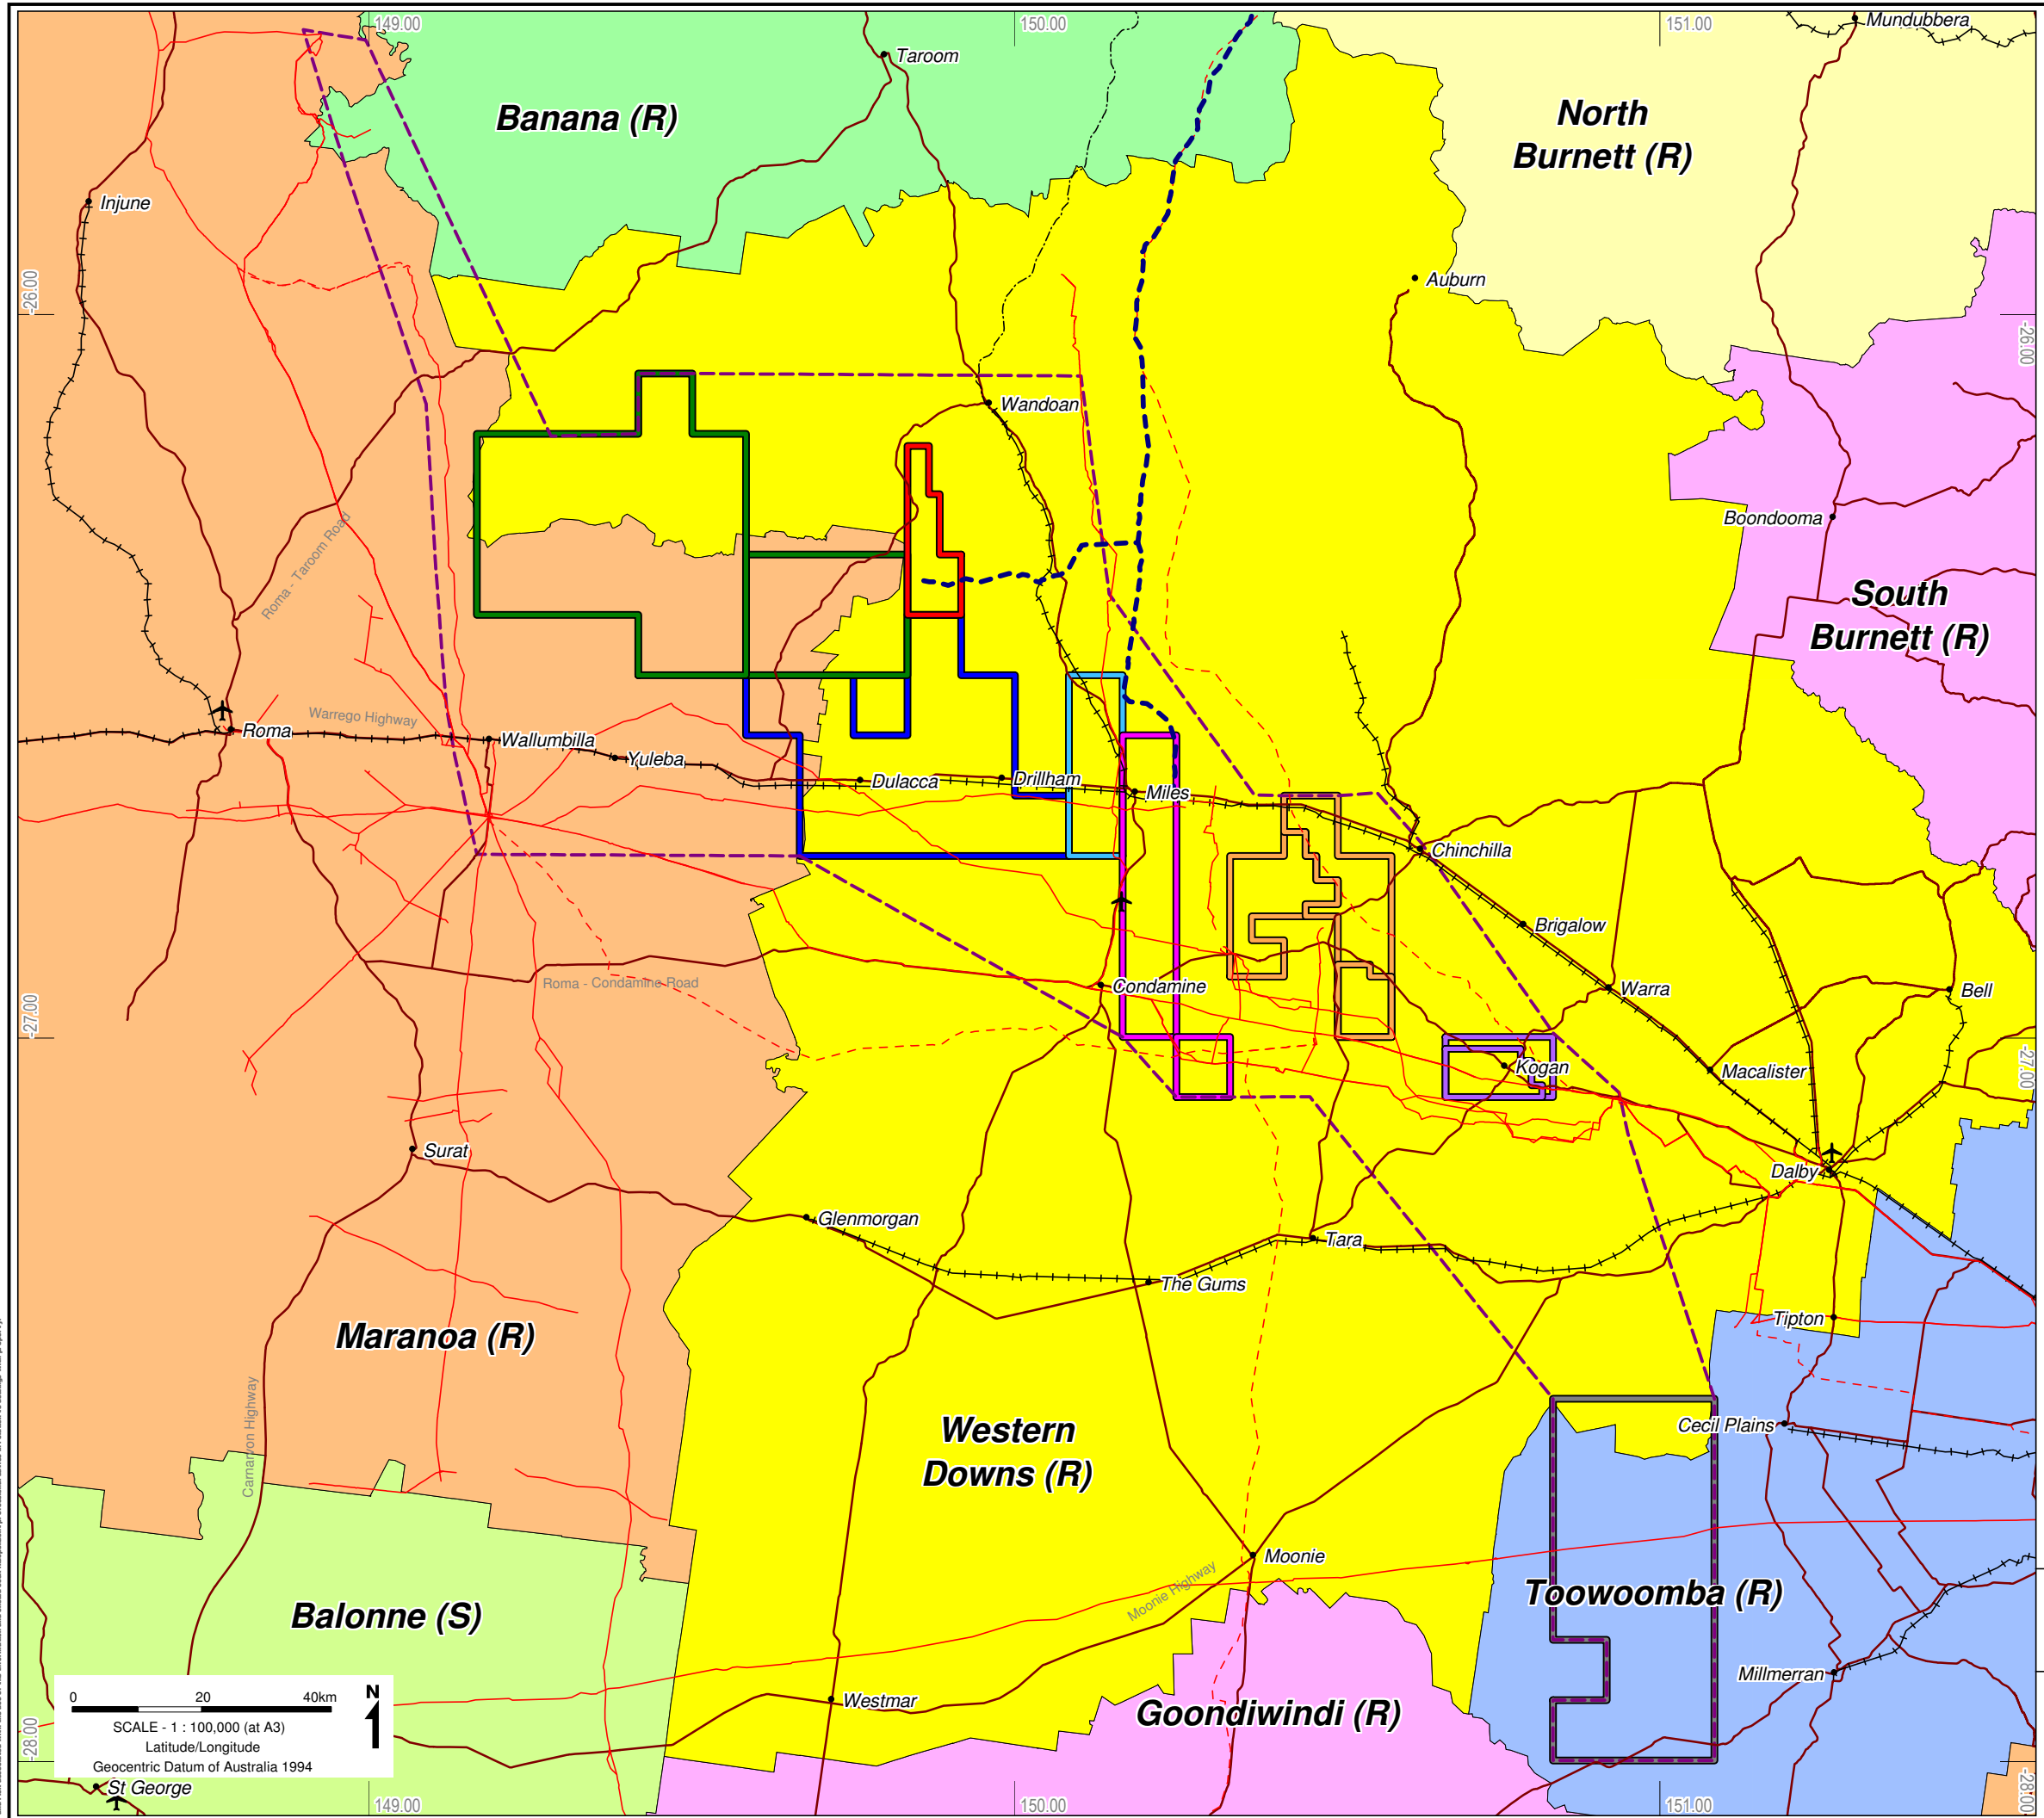 149.00
150.00
151.00
Mundubbera
Taroom
Banana (R)
North
Burnett (R)
Injune
Auburn
-26.00
-26.00
Wandoan
Boondooma
Roma - Taroom Road
South
Burnett (R)
Warrego Highway
Roma
Wallumbilla
Yuleba
Dulacca
Drillham
Miles
Chinchilla
Brigalow
Roma - Condamine Road
Condamine
Warra
Bell
-27.00
-27.00
Kogan
Macalister
Surat
Dalby
Glenmorgan
Tara
The Gums
Tipton
Maranoa (R)
Carnarvon Highway
Western
Downs (R)
Cecil Plains
Moonie
Moonie Highway
Toowoomba (R)
Balonne (S)
Millmerran
Westmar
Goondiwindi (R)
0 20 40km
N
SCALE - 1 : 100,000 (at A3)
Latitude/Longitude
Geocentric Datum of Australia 1994
-28.00
-28.00
St George
149.00
150.00
151.00